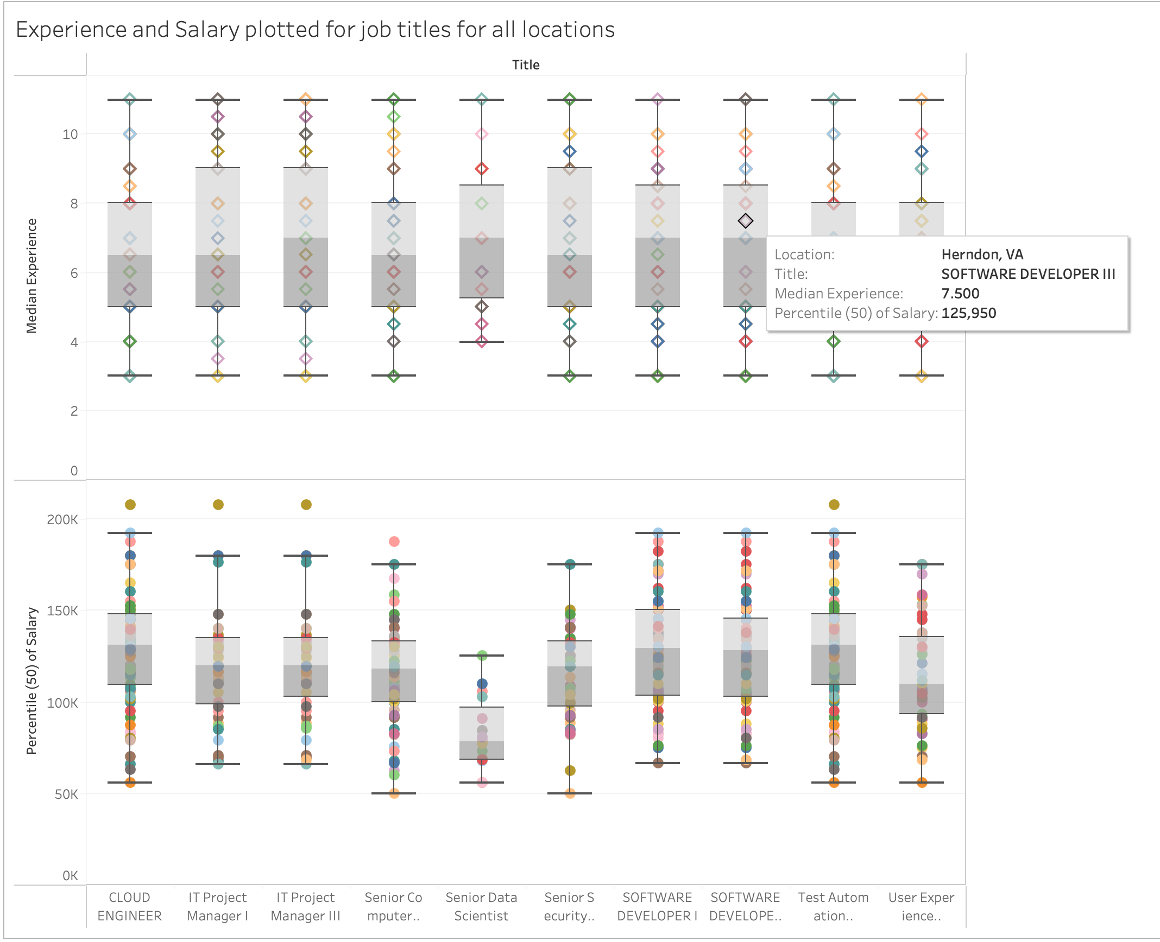 Experience and Salary plotted for job titles for all locations
Title
Median Experience
10
8
6
4
2
0
Location: Herndon, VA
Title: SOFTWARE DEVELOPER III
Median Experience: 7.500
Percentile (50) of Salary: 125,950
Percentile (50) of Salary
200K
150K
100K
50K
0K
CLOUD
ENGINEER
IT Project
Manager I
IT Project
Manager III
Senior Co
mputer..
Senior Data
Scientist
Senior S
ecurity..
SOFTWARE
DEVELOPER I
SOFTWARE
DEVELOPE..
Test Autom
ation..
User Exper
ience..